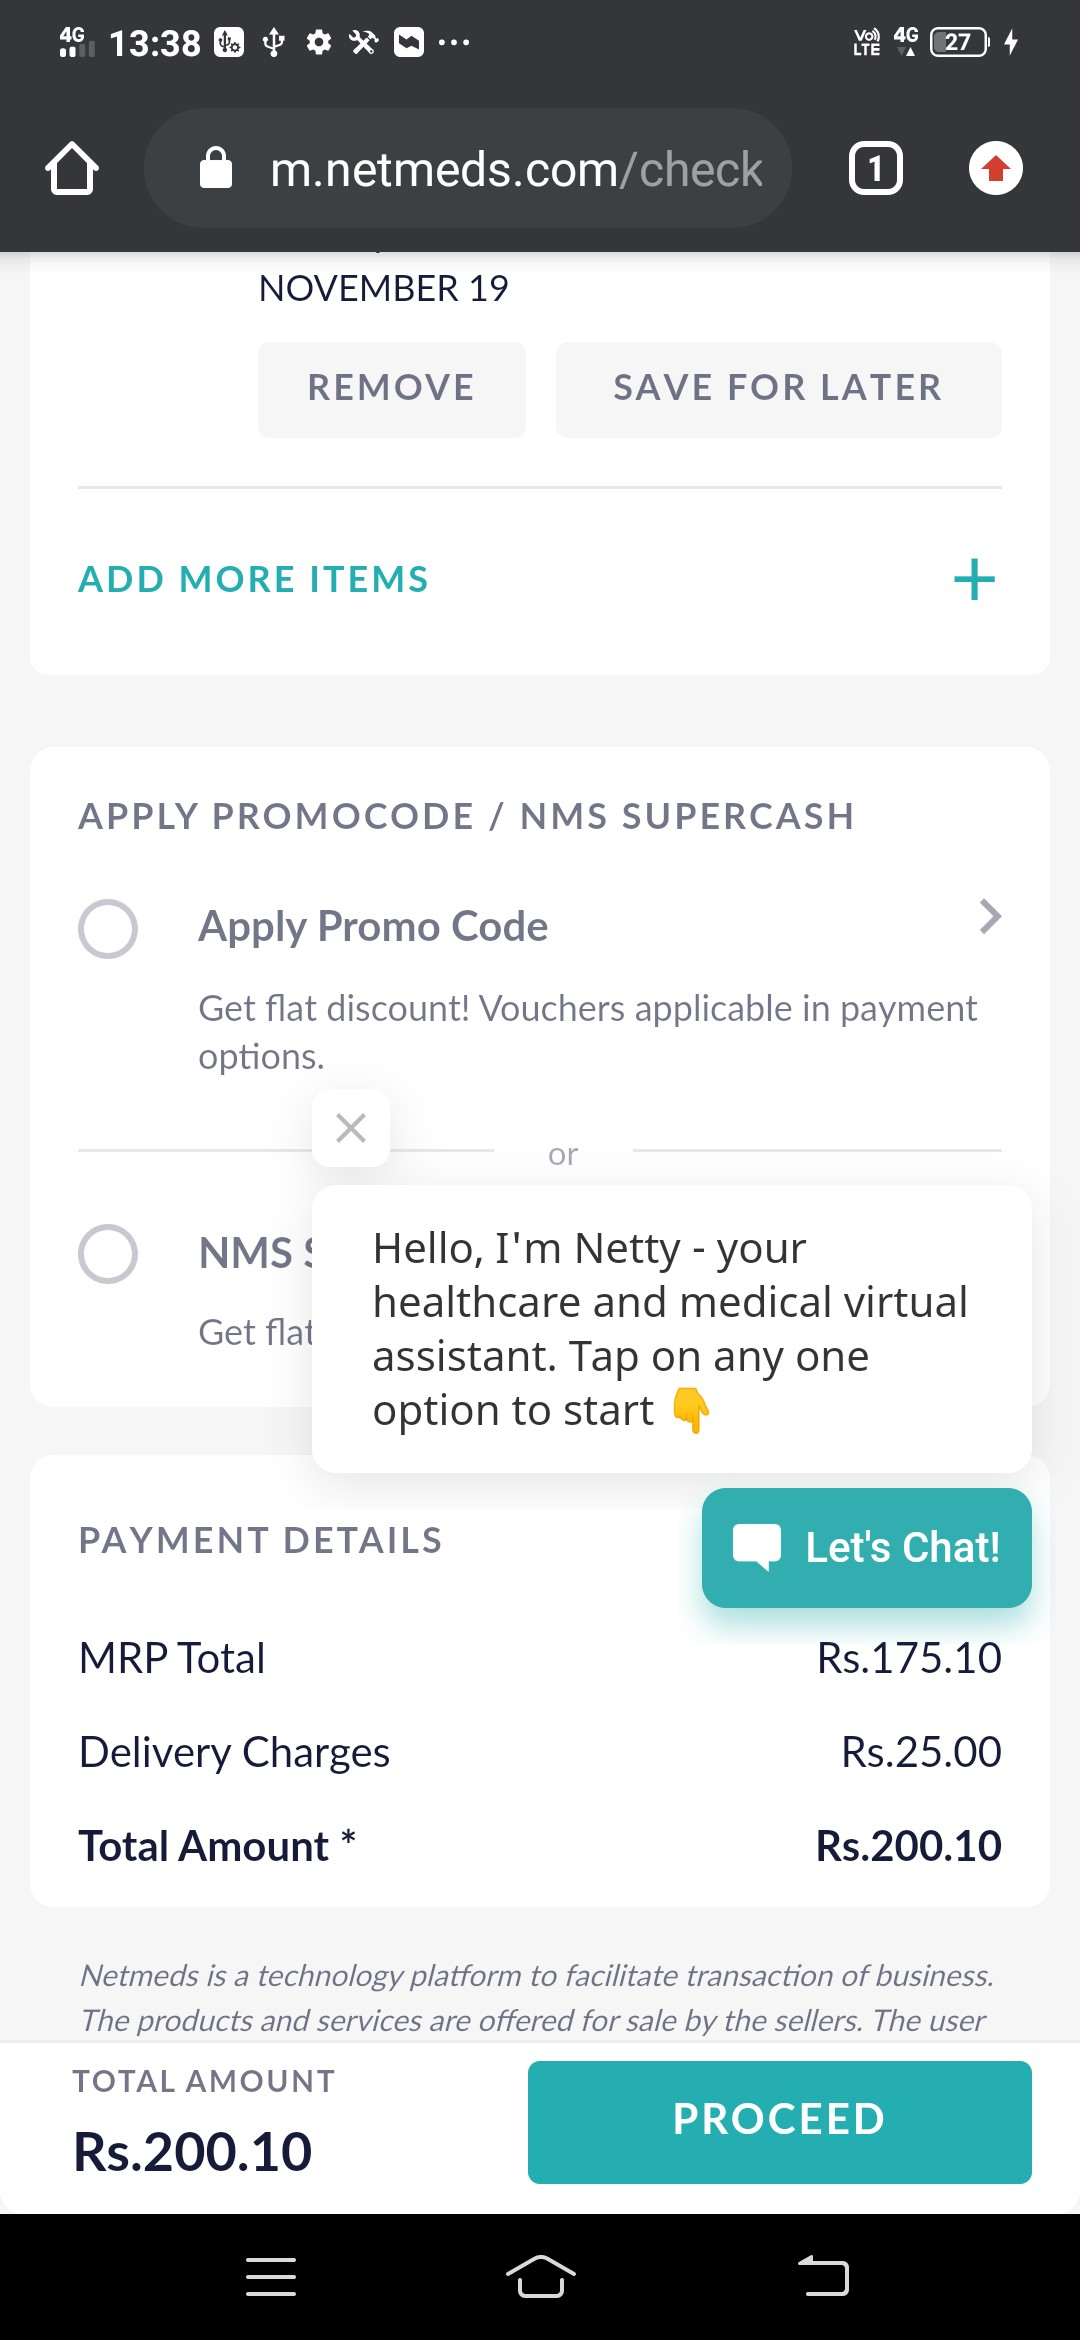 4G 13:38 ... Vo) LTE 4G 27
m.netmeds.com/check 1
NOVEMBER 19
REMOVE SAVE FOR LATER
ADD MORE ITEMS +
APPLY PROMOCODE / NMS SUPERCASH
Apply Promo Code
Get flat discount! Vouchers applicable in payment
options.
or
NMS
Get flat
Hello, I'm Netty - your
healthcare and medical virtual
assistant. Tap on any one
option to start 👇
Let's Chat!
PAYMENT DETAILS
MRP Total Rs.175.10
Delivery Charges Rs.25.00
Total Amount * Rs.200.10
Netmeds is a technology platform to facilitate transaction of business.
The products and services are offered for sale by the sellers. The user
TOTAL AMOUNT
Rs.200.10
PROCEED